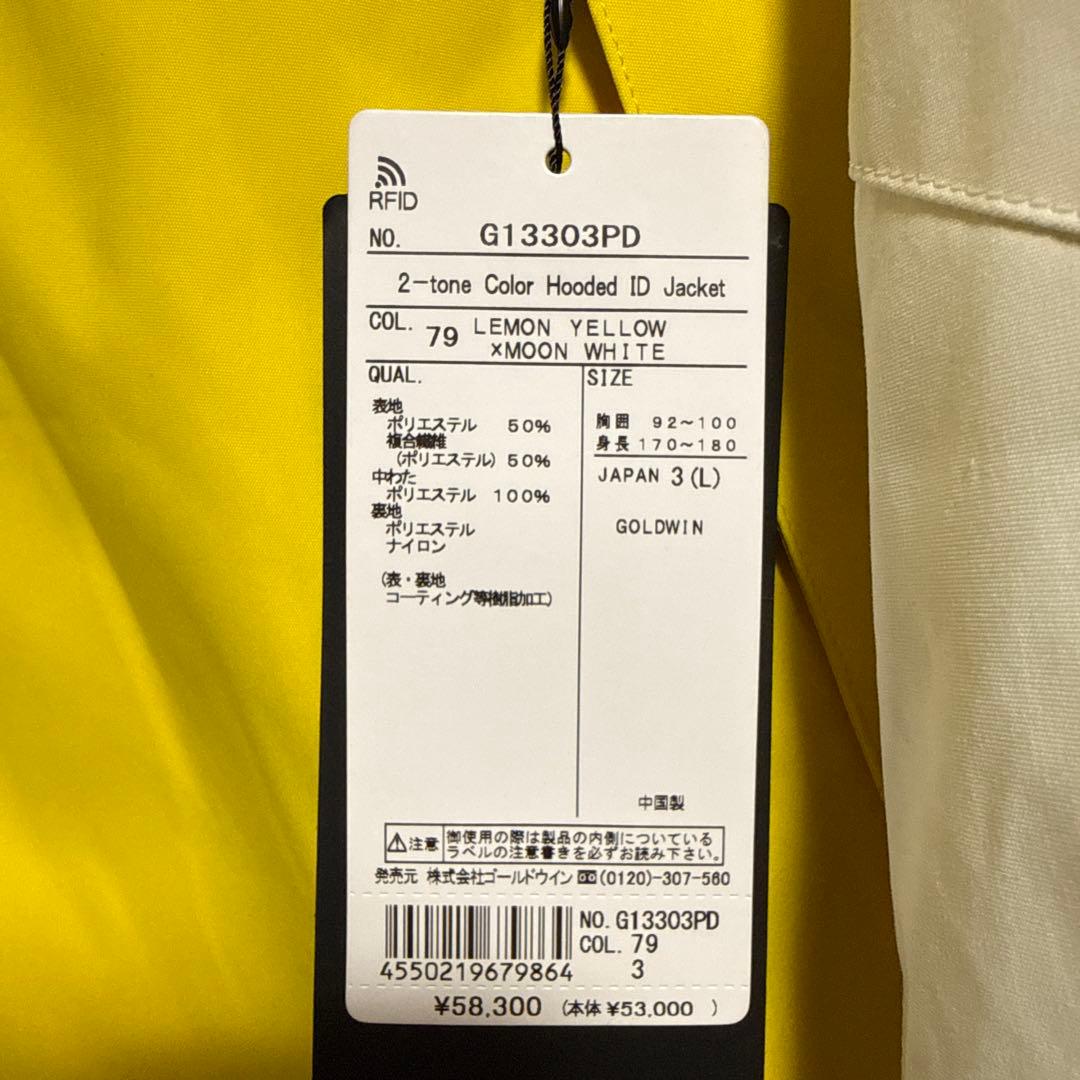 RFID
NO. G13303PD
2-tone Color Hooded ID Jacket
COL. 79 LEMON YELLOW
×MOON WHITE
QUAL.
表地
ポリエステル 50%
複合繊維
(ポリエステル) 50%
中わた
ポリエステル 100%
裏地
ポリエステル
ナイロン
(表・裏地
コーティング等樹脂加工)
SIZE
胸囲 92~100
身長 170~180
JAPAN 3(L)
GOLDWIN
中国製
注意 御使用の際は製品の内側についている
ラベルの注意書きを必ずお読み下さい。
発売元 株式会社ゴールドウイン (0120)-307-560
NO. G13303PD
COL. 79
3
4550219679864
¥58,300 (本体 ¥53,000 )